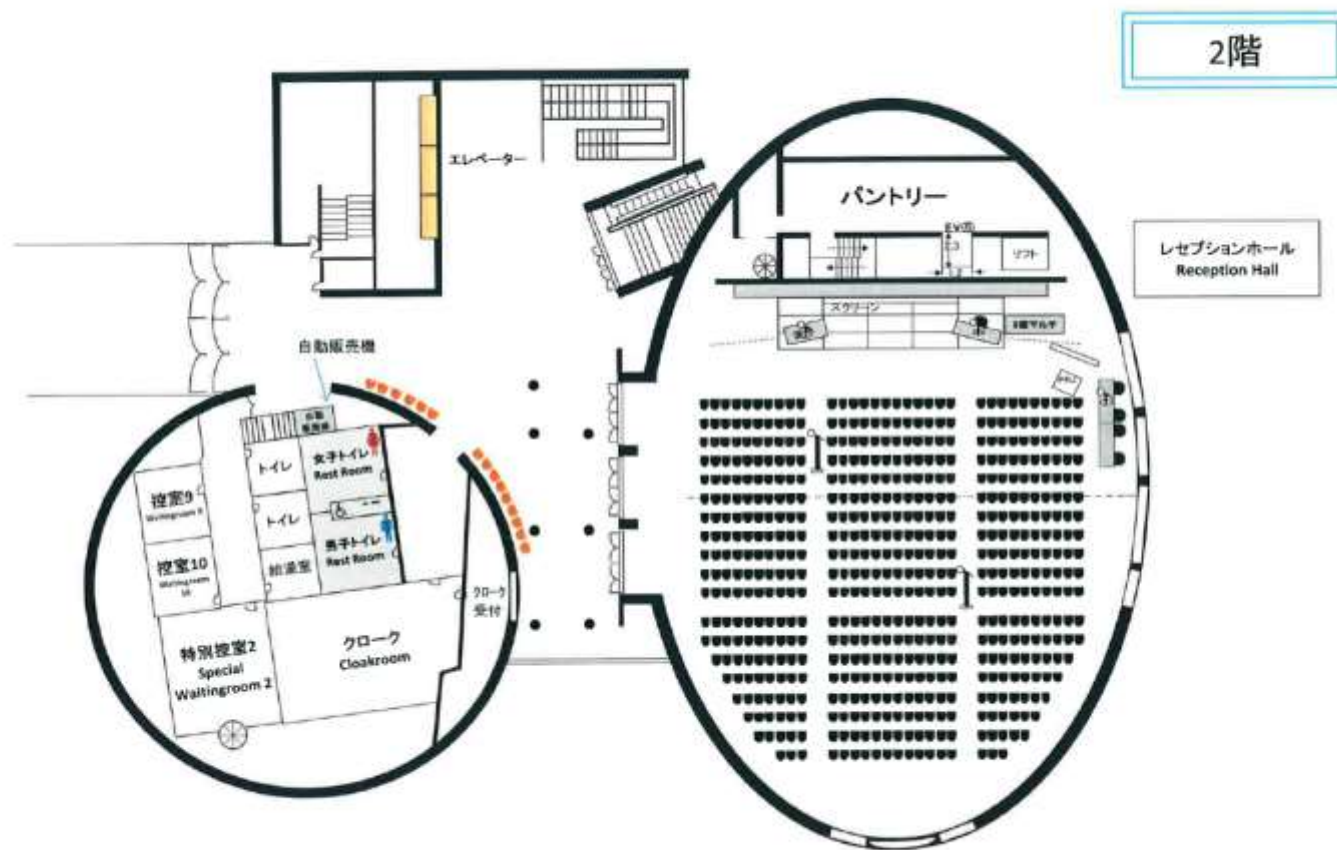 2階
エレベーター
パントリー
リフト
レセプションホール
Reception Hall
スクリーン
自動販売機
トイレ
女子トイレ
Rest Room
控室9
トイレ
男子トイレ
Rest Room
控室10
給湯室
クローク
受付
特別控室2
Special
Waitingroom 2
クローク
Cloakroom